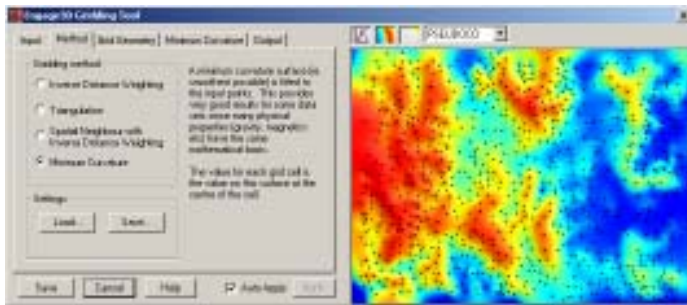 Engage3D Gridding Tool
Input
Method
Grid Geometry
Minimum Curvature
Output
PSEUDOCO
Gridding method
Inverse Distance Weighting
Triangulation
Spatial Neighbour with
Inverse Distance Weighting
Minimum Curvature
A minimum curvature surface (is
smoothest possible) is fitted to
the input points. This provides
very good results for some data
sets since many physical
properties (gravity, magnetics
etc) have the same
mathematical basis.
The value for each grid cell is
the value on the surface at the
centre of the cell.
Settings
Load...
Save...
Save
Cancel
Help
Auto Apply